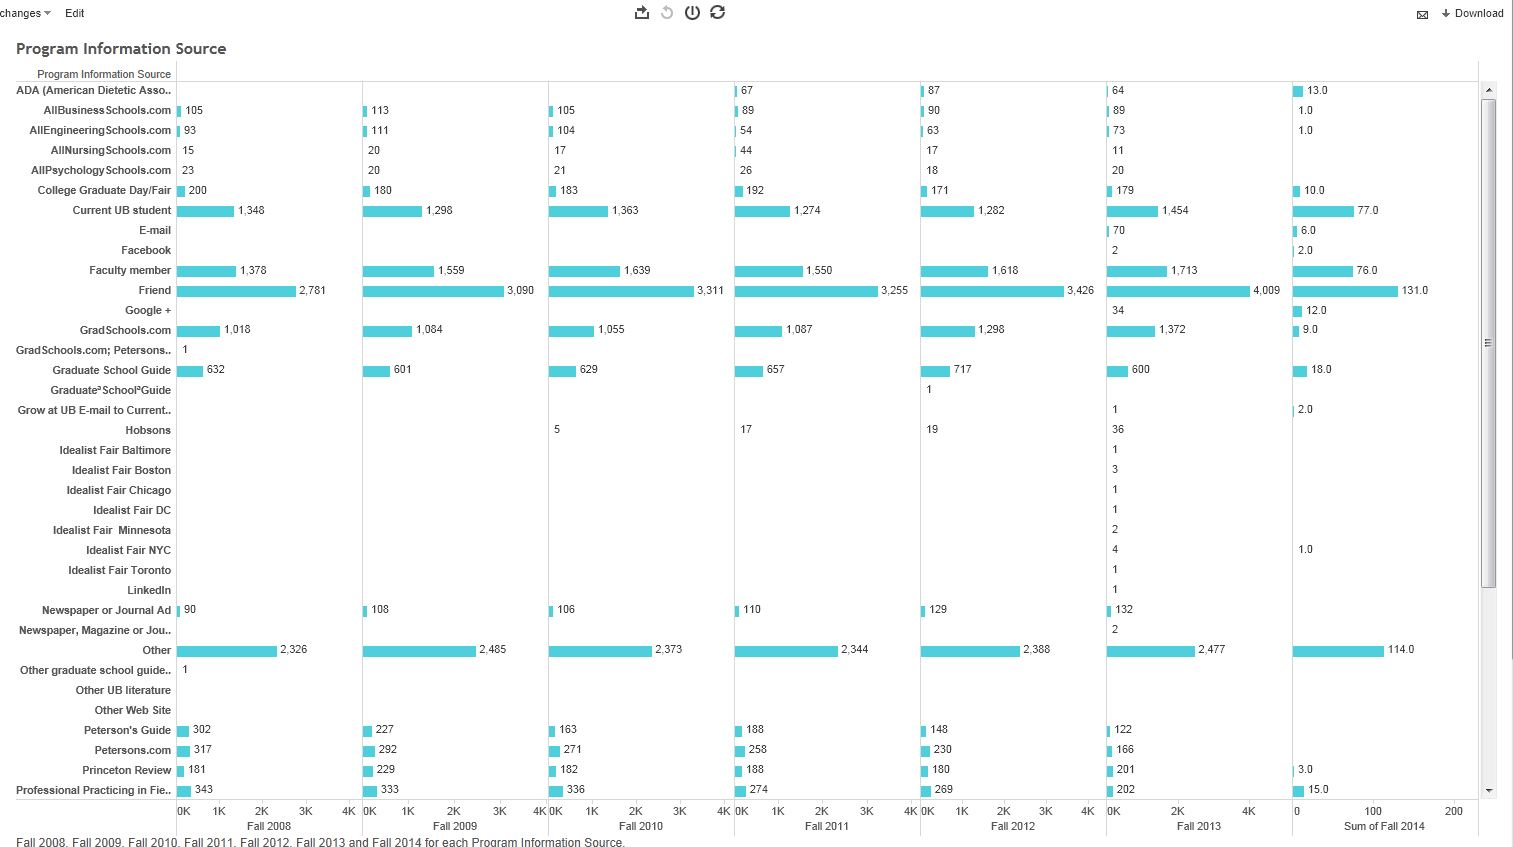 changes Edit Download
Program Information Source
Program Information Source
ADA (American Dietetic Asso.. 67 87 64 13.0
AllBusinessSchools.com 105 113 105 89 90 89 1.0
AllEngineeringSchools.com 93 111 104 54 63 73 1.0
AllNursingSchools.com 15 20 17 44 17 11
AllPsychologySchools.com 23 20 21 26 18 20
College Graduate Day/Fair 200 180 183 192 171 179 10.0
Current UB student 1,348 1,298 1,363 1,274 1,282 1,454 77.0
E-mail 70 6.0
Facebook 2 2.0
Faculty member 1,378 1,559 1,639 1,550 1,618 1,713 76.0
Friend 2,781 3,090 3,311 3,255 3,426 4,009 131.0
Google + 34 12.0
GradSchools.com 1,018 1,084 1,055 1,087 1,298 1,372 9.0
GradSchools.com; Petersons.. 1
Graduate School Guide 632 601 629 657 717 600 18.0
GraduateªSchoolªGuide 1
Grow at UB E-mail to Current.. 1 2.0
Hobsons 5 17 19 36
Idealist Fair Baltimore 1
Idealist Fair Boston 3
Idealist Fair Chicago 1
Idealist Fair DC 1
Idealist Fair  Minnesota 2
Idealist Fair NYC 4 1.0
Idealist Fair Toronto 1
LinkedIn 1
Newspaper or Journal Ad 90 108 106 110 129 132
Newspaper, Magazine or Jou.. 2
Other 2,326 2,485 2,373 2,344 2,388 2,477 114.0
Other graduate school guide.. 1
Other UB literature
Other Web Site
Peterson's Guide 302 227 163 188 148 122
Petersons.com 317 292 271 258 230 166
Princeton Review 181 229 182 188 180 201 3.0
Professional Practicing in Fie.. 343 333 336 274 269 202 15.0
0K 1K 2K 3K 4K 0K 1K 2K 3K 4K 0K 1K 2K 3K 4K 0K 1K 2K 3K 4K 0K 1K 2K 3K 4K 0K 2K 4K 0 100 200
Fall 2008 Fall 2009 Fall 2010 Fall 2011 Fall 2012 Fall 2013 Sum of Fall 2014
Fall 2008, Fall 2009, Fall 2010, Fall 2011, Fall 2012, Fall 2013 and Fall 2014 for each Program Information Source.